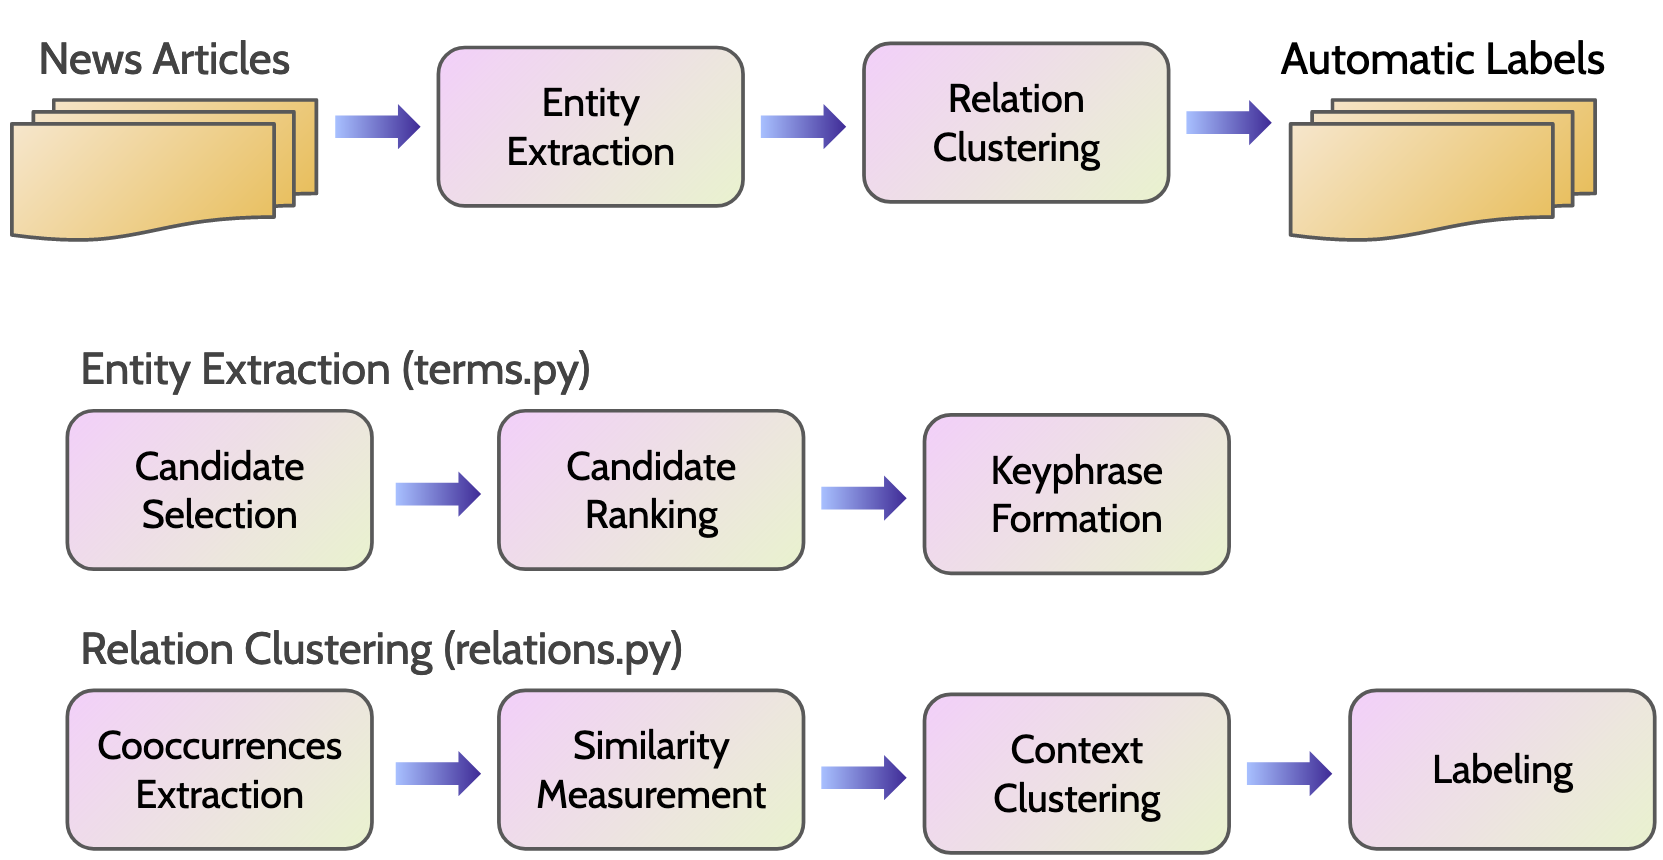 News Articles
Entity
Extraction
Relation
Clustering
Automatic Labels
Entity Extraction (terms.py)
Candidate
Selection
Candidate
Ranking
Keyphrase
Formation
Relation Clustering (relations.py)
Cooccurrences
Extraction
Similarity
Measurement
Context
Clustering
Labeling